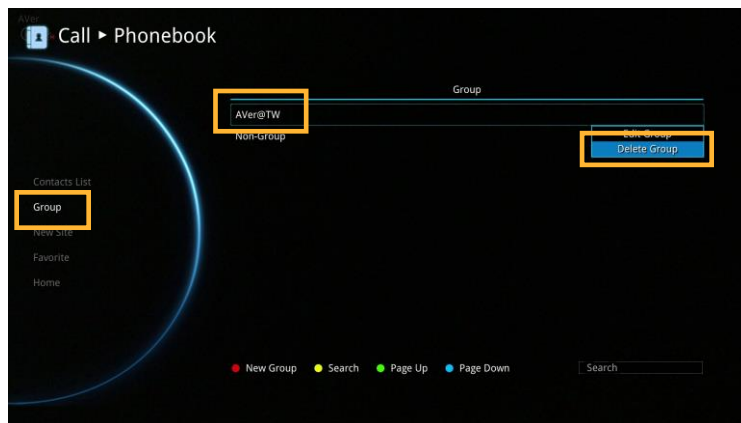 AVer
Call ▸ Phonebook
Group
AVer@TW
Non-Group
Edit Group
Delete Group
Contacts List
Group
New Site
Favorite
Home
New Group
Search
Page Up
Page Down
Search